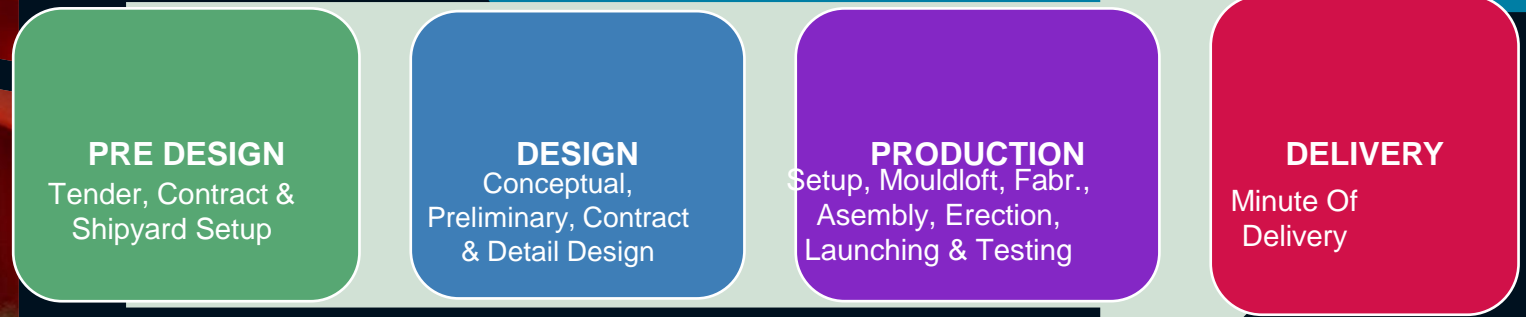 PRE DESIGN
Tender, Contract &
Shipyard Setup
DESIGN
Conceptual,
Preliminary, Contract
& Detail Design
PRODUCTION
Setup, Mouldloft, Fabr.,
Asembly, Erection,
Launching & Testing
DELIVERY
Minute Of
Delivery